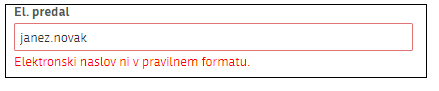 El. predal
janez.novak
Elektronski naslov ni v pravilnem formatu.